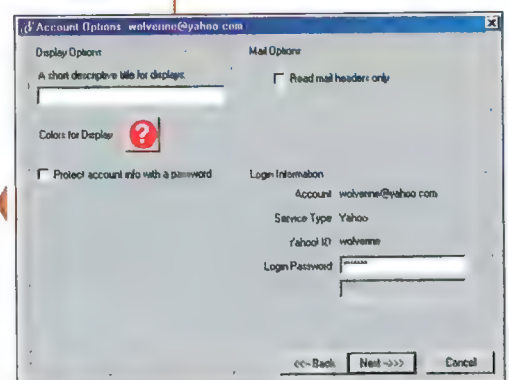 Account Options wolverine@yahoo com
Display Options
A short descriptive title for displays.
Colors for Display
?
Protect account info with a password
Mail Options
Read mail headers only
Login Information
Account wolverine@yahoo com
Service Type Yahoo
Yahoo! ID wolverine
Login Password ******
<<- Back
Next ->>>
Cancel